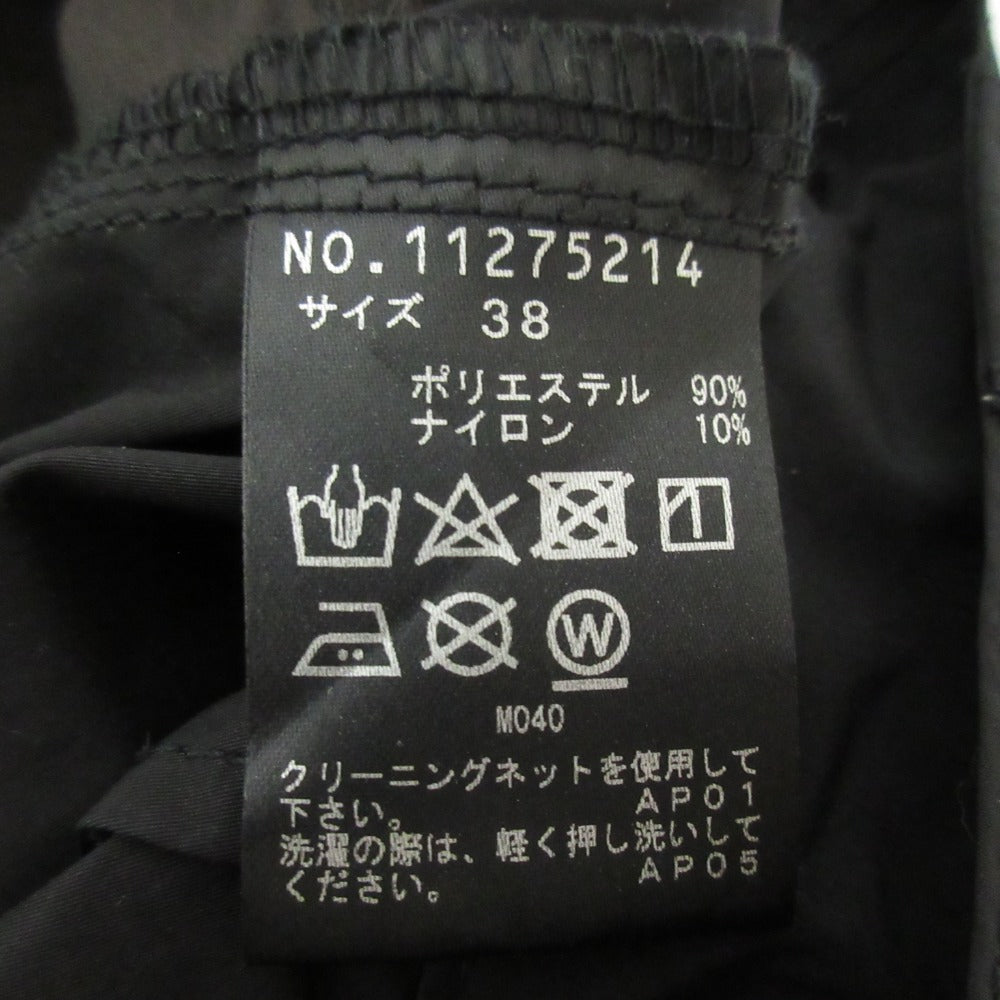 NO.11275214
サイズ 38
ポリエステル 90%
ナイロン 10%
W
M040
クリーニングネットを使用して
下さい。 AP01
洗濯の際は、軽く押し洗いして
ください。 AP05